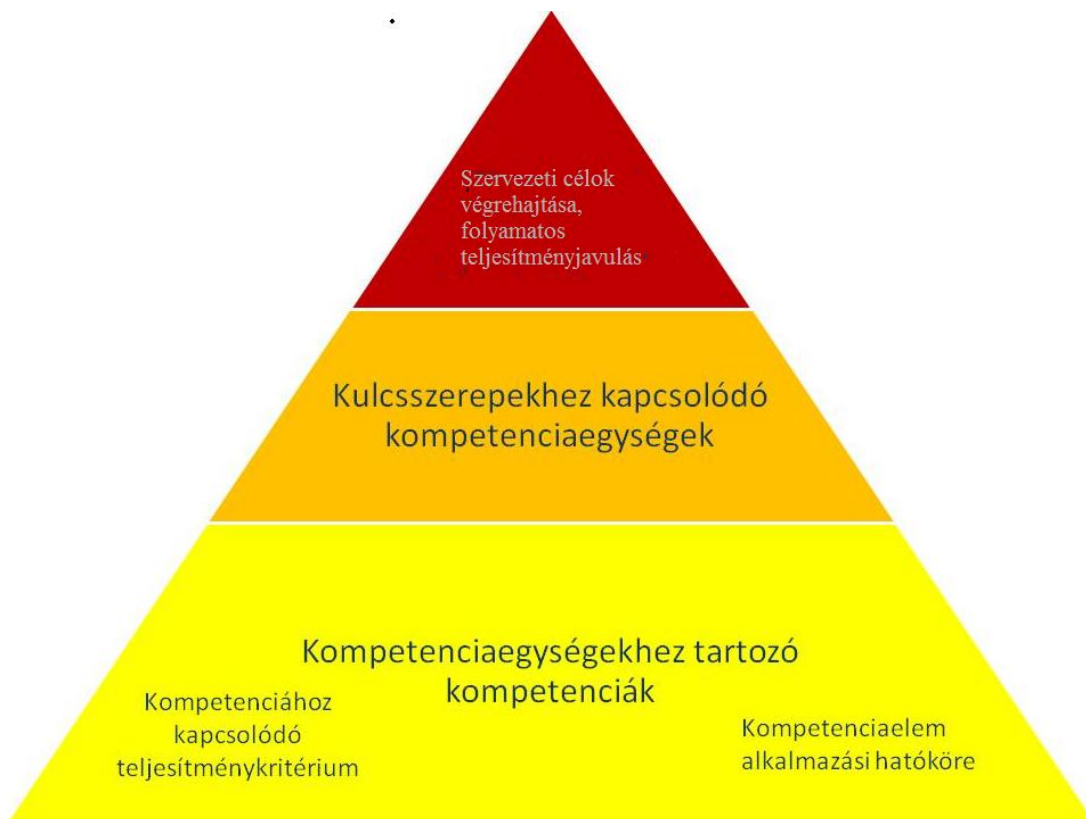 Szervezeti célok
végrehajtása,
folyamatos
teljesítményjavulás
Kulcsszerepekhez kapcsolódó
kompetenciaegységek
Kompetenciaegységekhez tartozó
kompetenciák
Kompetenciához
kapcsolódó
teljesítménykritérium
Kompetenciaelem
alkalmazási hatóköre